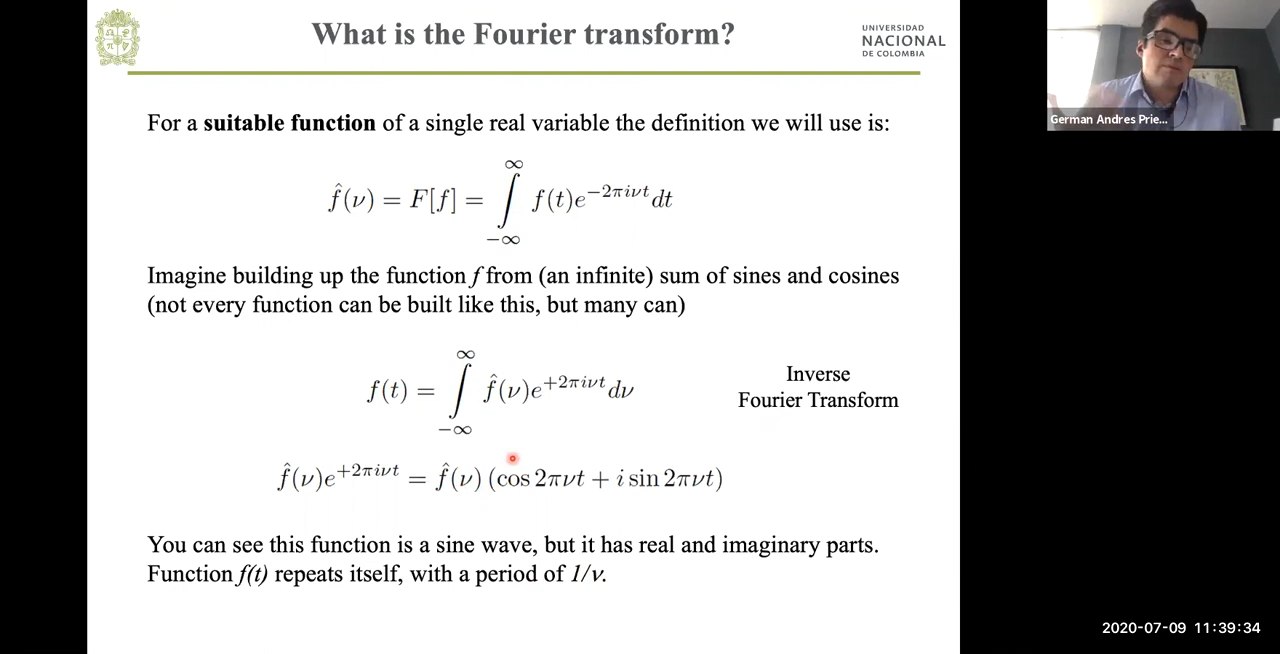 What is the Fourier transform?
UNIVERSIDAD
NACIONAL
DE COLOMBIA
German Andres Prie...
For a suitable function of a single real variable the definition we will use is:
f̂(ν) = F[f] = ∫_{-∞}^{∞} f(t)e^{-2πiνt} dt
Imagine building up the function f from (an infinite) sum of sines and cosines
(not every function can be built like this, but many can)
f(t) = ∫_{-∞}^{∞} f̂(ν)e^{+2πiνt} dν
Inverse
Fourier Transform
f̂(ν)e^{+2πiνt} = f̂(ν) (cos 2πνt + i sin 2πνt)
You can see this function is a sine wave, but it has real and imaginary parts.
Function f(t) repeats itself, with a period of 1/ν.
2020-07-09 11:39:34